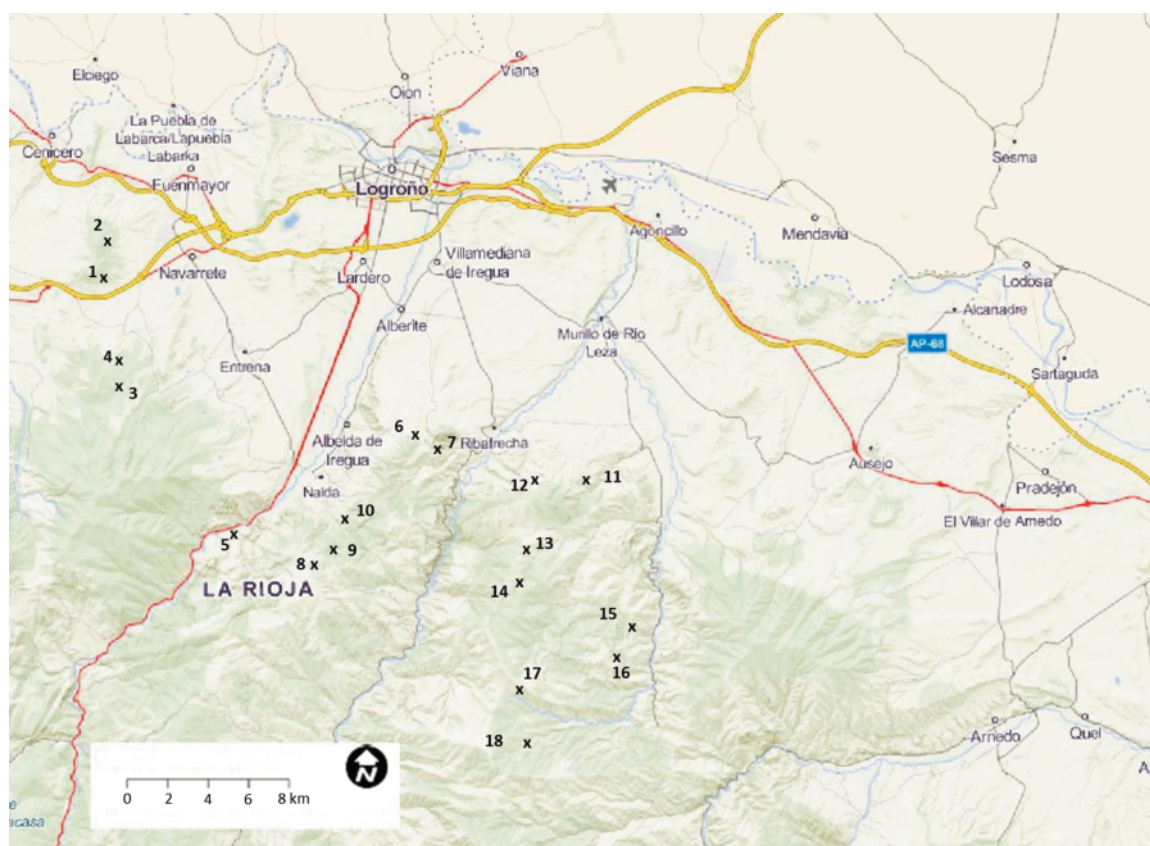 Viana
Elciego
Oion
La Puebla de
Labarca/Lapuebla
Labarka
Cenicero
Fuenmayor
Sesma
Logroño
Agoncillo
Mendavia
2
1
Navarrete
Lardero
Villamediana
de Iregua
Lodosa
Alcanadre
Alberite
Murillo de Río
Leza
AP-68
4
3
Entrena
Sartaguda
6
7
Albelda de
Iregua
Ribafrecha
Ausejo
Nalda
12
11
Pradejón
El Villar de Arnedo
10
5
9
13
8
LA RIOJA
14
15
16
17
18
Arnedo
Quel
A
N
0 2 4 6 8 km
acasa